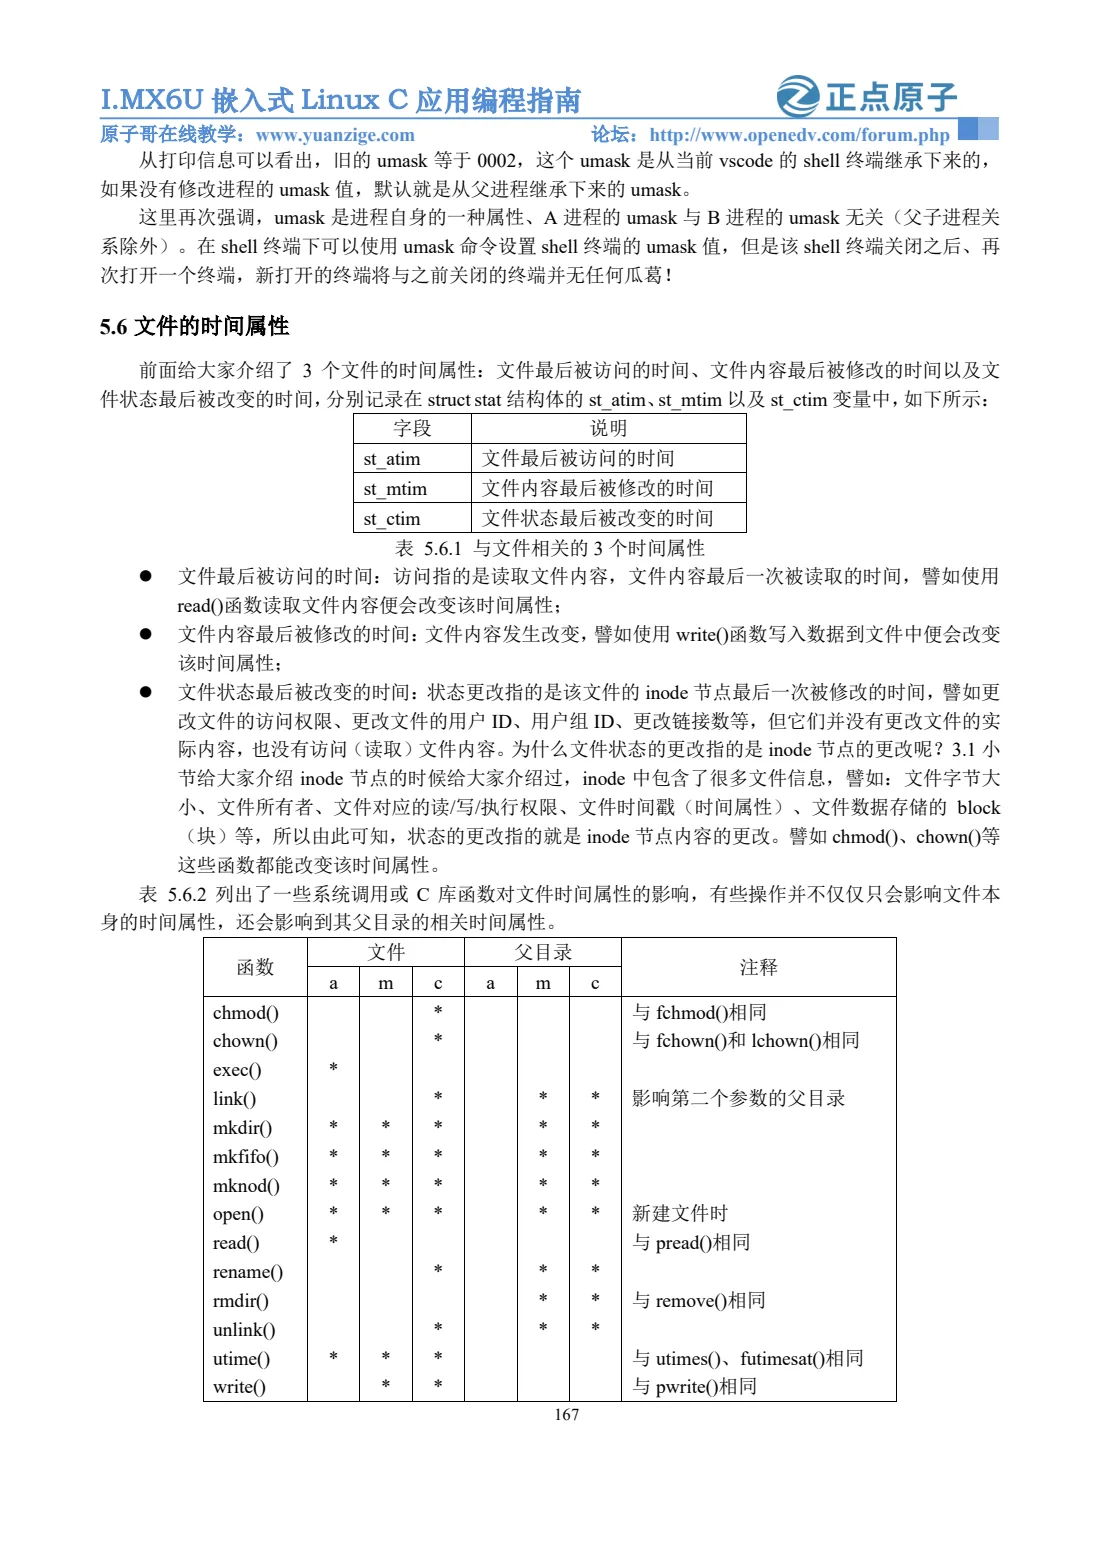 I.MX6U 嵌入式 Linux C 应用编程指南
正点原子
原子哥在线教学：www.yuanzige.com 论坛：http://www.openedv.com/forum.php
从打印信息可以看出，旧的 umask 等于 0002，这个 umask 是从当前 vscode 的 shell 终端继承下来的，
如果没有修改进程的 umask 值，默认就是从父进程继承下来的 umask。
这里再次强调，umask 是进程自身的一种属性、A 进程的 umask 与 B 进程的 umask 无关（父子进程关
系除外）。在 shell 终端下可以使用 umask 命令设置 shell 终端的 umask 值，但是该 shell 终端关闭之后、再
次打开一个终端，新打开的终端将与之前关闭的终端并无任何瓜葛！
5.6 文件的时间属性
前面给大家介绍了 3 个文件的时间属性：文件最后被访问的时间、文件内容最后被修改的时间以及文
件状态最后被改变的时间，分别记录在 struct stat 结构体的 st_atim、st_mtim 以及 st_ctim 变量中，如下所示：
字段 说明
st_atim 文件最后被访问的时间
st_mtim 文件内容最后被修改的时间
st_ctim 文件状态最后被改变的时间
表 5.6.1 与文件相关的 3 个时间属性
● 文件最后被访问的时间：访问指的是读取文件内容，文件内容最后一次被读取的时间，譬如使用
read()函数读取文件内容便会改变该时间属性；
● 文件内容最后被修改的时间：文件内容发生改变，譬如使用 write()函数写入数据到文件中便会改变
该时间属性；
● 文件状态最后被改变的时间：状态更改指的是该文件的 inode 节点最后一次被修改的时间，譬如更
改文件的访问权限、更改文件的用户 ID、用户组 ID、更改链接数等，但它们并没有更改文件的实
际内容，也没有访问（读取）文件内容。为什么文件状态的更改指的是 inode 节点的更改呢？3.1 小
节给大家介绍 inode 节点的时候给大家介绍过，inode 中包含了很多文件信息，譬如：文件字节大
小、文件所有者、文件对应的读/写/执行权限、文件时间戳（时间属性）、文件数据存储的 block
（块）等，所以由此可知，状态的更改指的就是 inode 节点内容的更改。譬如 chmod()、chown()等
这些函数都能改变该时间属性。
表 5.6.2 列出了一些系统调用或 C 库函数对文件时间属性的影响，有些操作并不仅仅只会影响文件本
身的时间属性，还会影响到其父目录的相关时间属性。
函数 文件 父目录 注释
a m c a m c
chmod() * 与 fchmod()相同
chown() * 与 fchown()和 lchown()相同
exec() *
link() * * * 影响第二个参数的父目录
mkdir() * * * * *
mkfifo() * * * * *
mknod() * * * * *
open() * * * * * 新建文件时
read() * 与 pread()相同
rename() * * *
rmdir() * * 与 remove()相同
unlink() * * *
utime() * * * 与 utimes()、futimesat()相同
write() * * 与 pwrite()相同
167